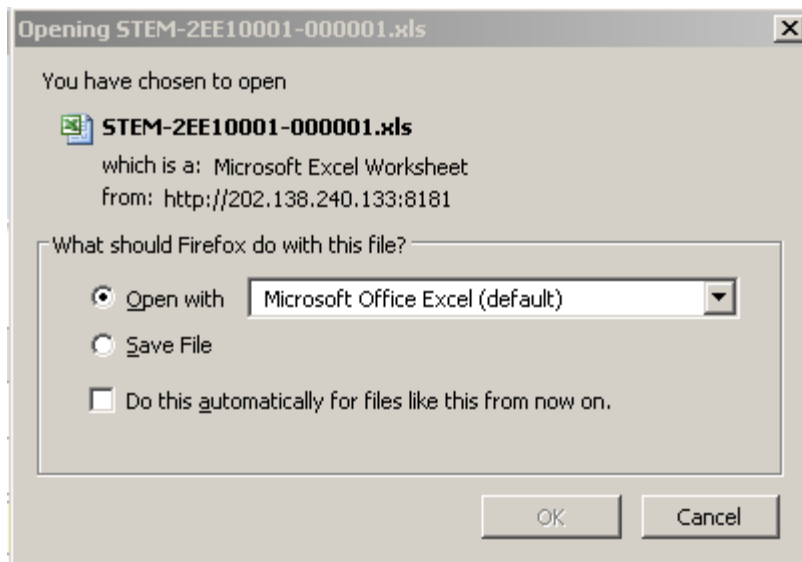 Opening STEM-2EE10001-000001.xls
You have chosen to open
STEM-2EE10001-000001.xls
which is a: Microsoft Excel Worksheet
from: http://202.138.240.133:8181
What should Firefox do with this file?
Open with Microsoft Office Excel (default)
Save File
Do this automatically for files like this from now on.
OK Cancel